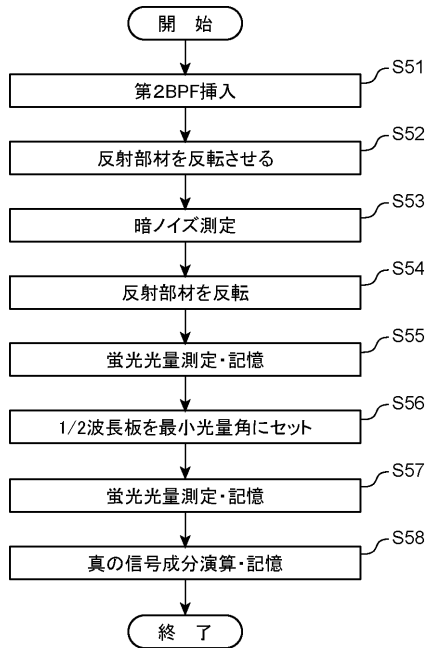 開 始
第2BPF挿入
S51
反射部材を反転させる
S52
暗ノイズ測定
S53
反射部材を反転
S54
蛍光光量測定・記憶
S55
1/2波長板を最小光量角にセット
S56
蛍光光量測定・記憶
S57
真の信号成分演算・記憶
S58
終 了